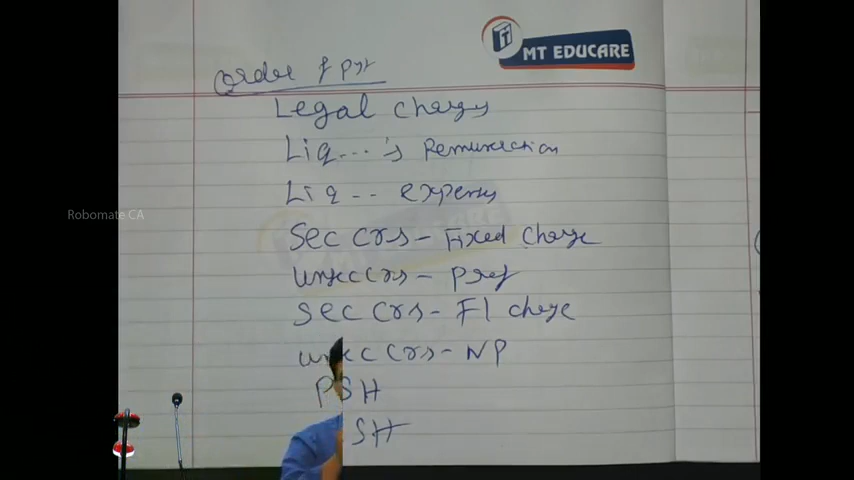 MT EDUCARE
order of pyt
Legal charges
Liq...'s Remuneration
Liq.. expenses
Robomate CA
Sec Crs - Fixed Charge
unsec Crs - pref
Sec Crs - Fl charge
unsec Crs - NP
PSH
SH